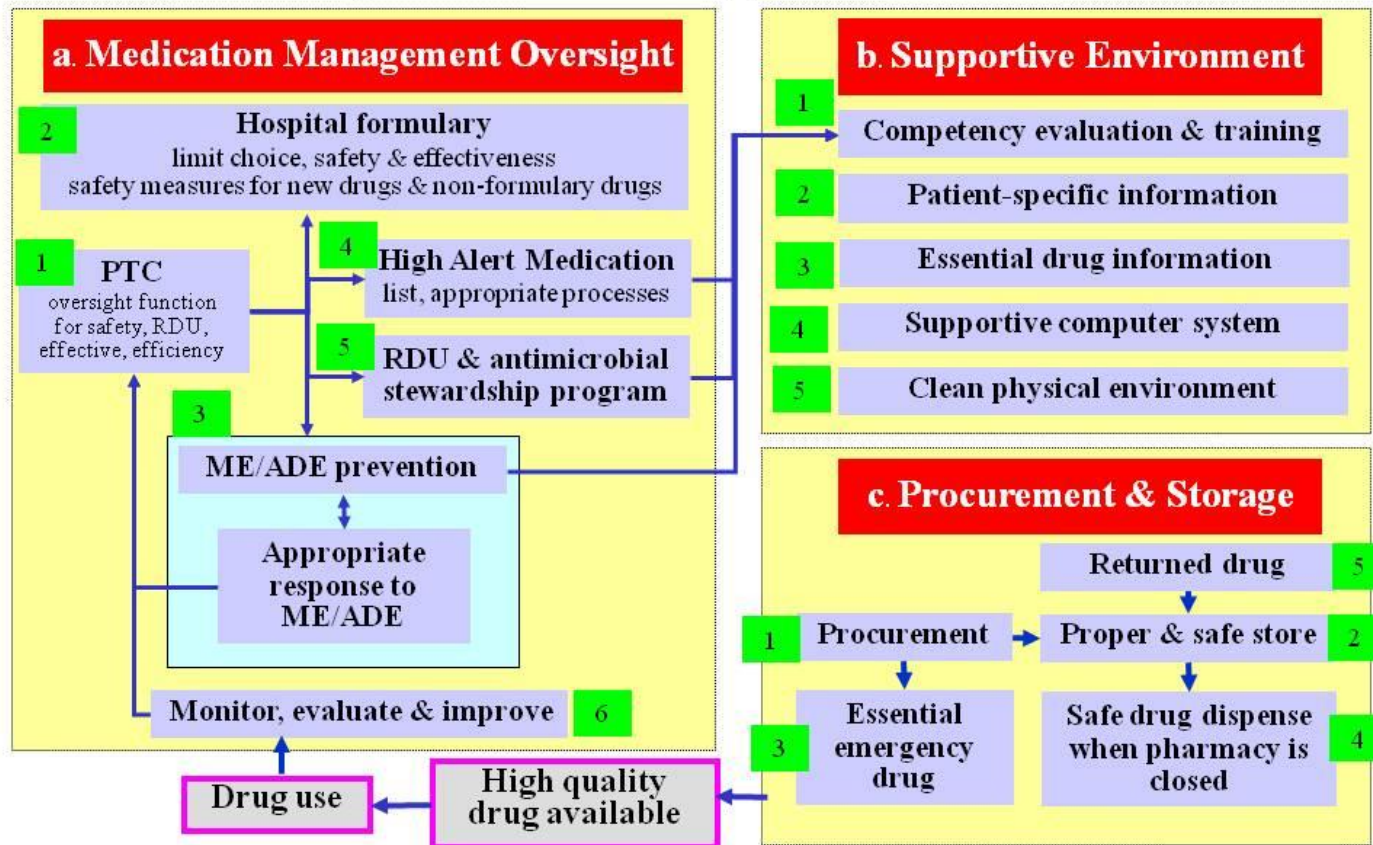 a. Medication Management Oversight
2
Hospital formulary
limit choice, safety & effectiveness
safety measures for new drugs & non-formulary drugs
1
PTC
oversight function
for safety, RDU,
effective, efficiency
4
High Alert Medication
list, appropriate processes
5
RDU & antimicrobial
stewardship program
3
ME/ADE prevention
Appropriate
response to
ME/ADE
Monitor, evaluate & improve
6
Drug use
High quality
drug available
b. Supportive Environment
1
Competency evaluation & training
2
Patient-specific information
3
Essential drug information
4
Supportive computer system
5
Clean physical environment
c. Procurement & Storage
Returned drug
5
1
Procurement
Proper & safe store
2
3
Essential
emergency
drug
Safe drug dispense
when pharmacy is
closed
4